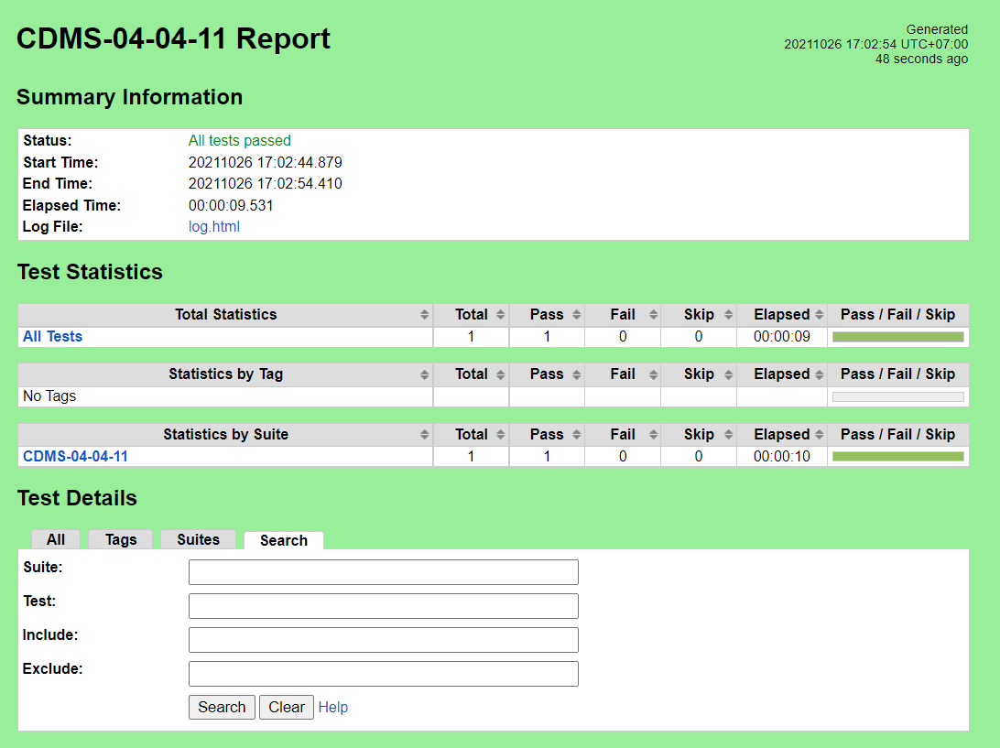 CDMS-04-04-11 Report
Generated
20211026 17:02:54 UTC+07:00
48 seconds ago
Summary Information
Status: All tests passed
Start Time: 20211026 17:02:44.879
End Time: 20211026 17:02:54.410
Elapsed Time: 00:00:09.531
Log File: log.html
Test Statistics
Total Statistics Total Pass Fail Skip Elapsed Pass / Fail / Skip
All Tests 1 1 0 0 00:00:09
Statistics by Tag Total Pass Fail Skip Elapsed Pass / Fail / Skip
No Tags
Statistics by Suite Total Pass Fail Skip Elapsed Pass / Fail / Skip
CDMS-04-04-11 1 1 0 0 00:00:10
Test Details
All Tags Suites Search
Suite:
Test:
Include:
Exclude:
Search Clear Help